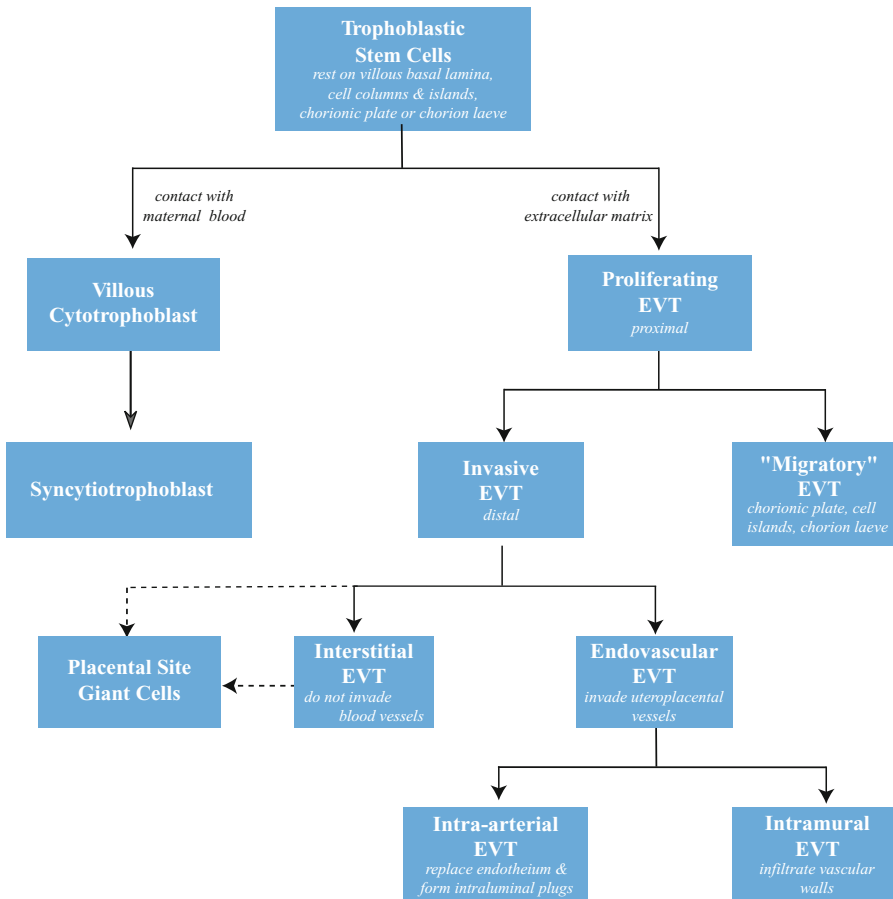 Trophoblastic
Stem Cells
rest on villous basal lamina,
cell columns & islands,
chorionic plate or chorion laeve
contact with
maternal blood
contact with
extracellular matrix
Villous
Cytotrophoblast
Proliferating
EVT
proximal
Syncytiotrophoblast
Invasive
EVT
distal
"Migratory"
EVT
chorionic plate, cell
islands, chorion laeve
Placental Site
Giant Cells
Interstitial
EVT
do not invade
blood vessels
Endovascular
EVT
invade uteroplacental
vessels
Intra-arterial
EVT
replace endotheium &
form intraluminal plugs
Intramural
EVT
infiltrate vascular
walls